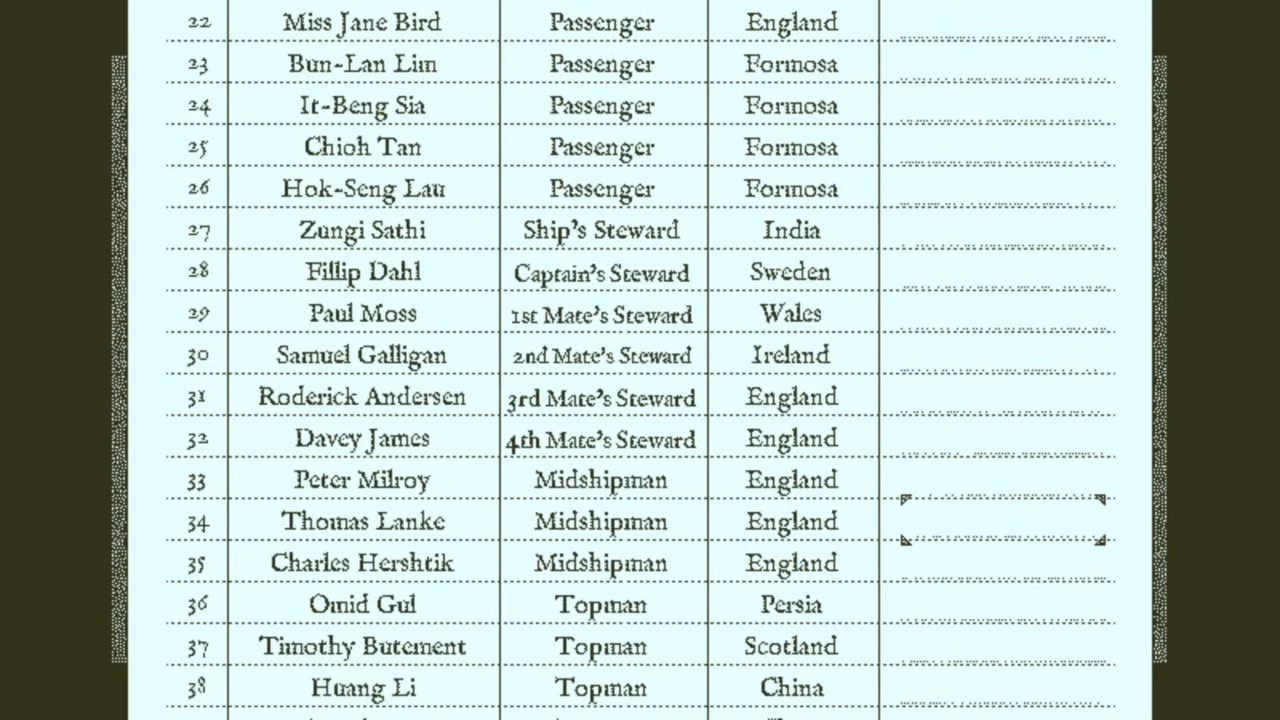 22 Miss Jane Bird Passenger England
23 Bun-Lan Lim Passenger Formosa
24 It-Beng Sia Passenger Formosa
25 Chioh Tan Passenger Formosa
26 Hok-Seng Lau Passenger Formosa
27 Zungi Sathi Ship's Steward India
28 Fillip Dahl Captain's Steward Sweden
29 Paul Moss 1st Mate's Steward Wales
30 Samuel Galligan 2nd Mate's Steward Ireland
31 Roderick Andersen 3rd Mate's Steward England
32 Davey James 4th Mate's Steward England
33 Peter Milroy Midshipman England
34 Thomas Lanke Midshipman England
35 Charles Hershtik Midshipman England
36 Omid Gul Topman Persia
37 Timothy Butement Topman Scotland
38 Huang Li Topman China